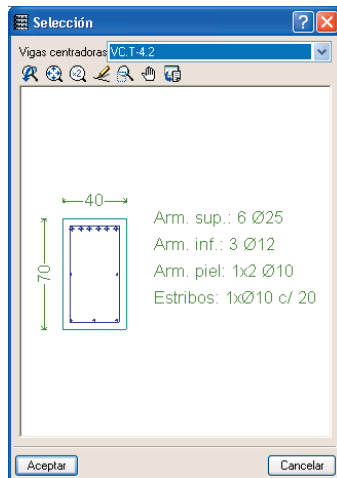 Selección
Vigas centradoras VC.T-4.2
x2
40
70
Arm. sup.: 6 Ø25
Arm. inf.: 3 Ø12
Arm. piel: 1x2 Ø10
Estribos: 1xØ10 c/ 20
Aceptar
Cancelar